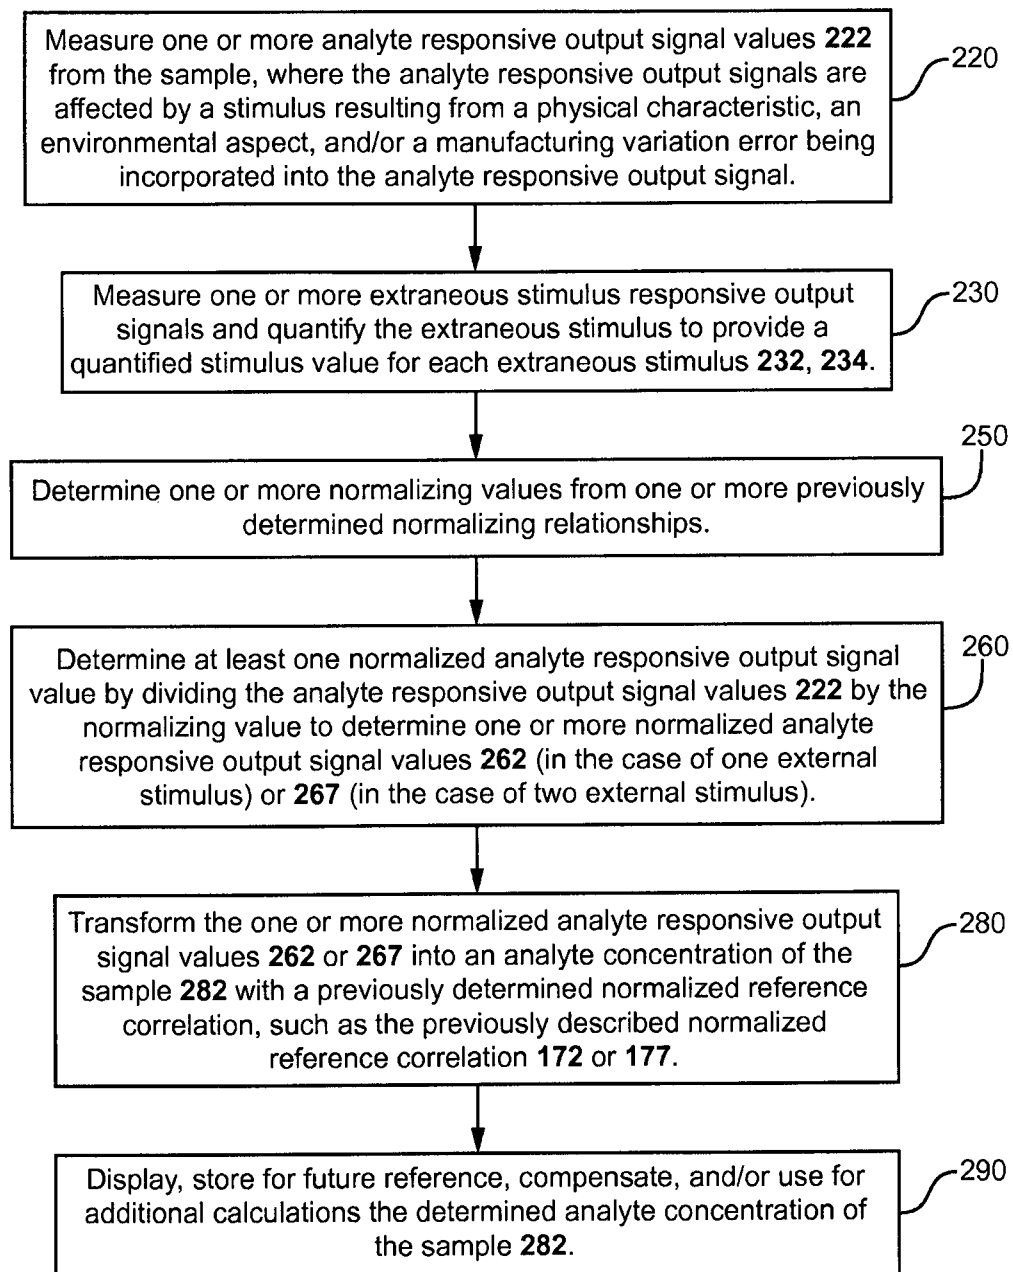 Measure one or more analyte responsive output signal values 222
from the sample, where the analyte responsive output signals are
affected by a stimulus resulting from a physical characteristic, an
environmental aspect, and/or a manufacturing variation error being
incorporated into the analyte responsive output signal.
220
Measure one or more extraneous stimulus responsive output
signals and quantify the extraneous stimulus to provide a
quantified stimulus value for each extraneous stimulus 232, 234.
230
Determine one or more normalizing values from one or more previously
determined normalizing relationships.
250
Determine at least one normalized analyte responsive output signal
value by dividing the analyte responsive output signal values 222 by the
normalizing value to determine one or more normalized analyte
responsive output signal values 262 (in the case of one external
stimulus) or 267 (in the case of two external stimulus).
260
Transform the one or more normalized analyte responsive output
signal values 262 or 267 into an analyte concentration of the
sample 282 with a previously determined normalized reference
correlation, such as the previously described normalized
reference correlation 172 or 177.
280
Display, store for future reference, compensate, and/or use for
additional calculations the determined analyte concentration of
the sample 282.
290